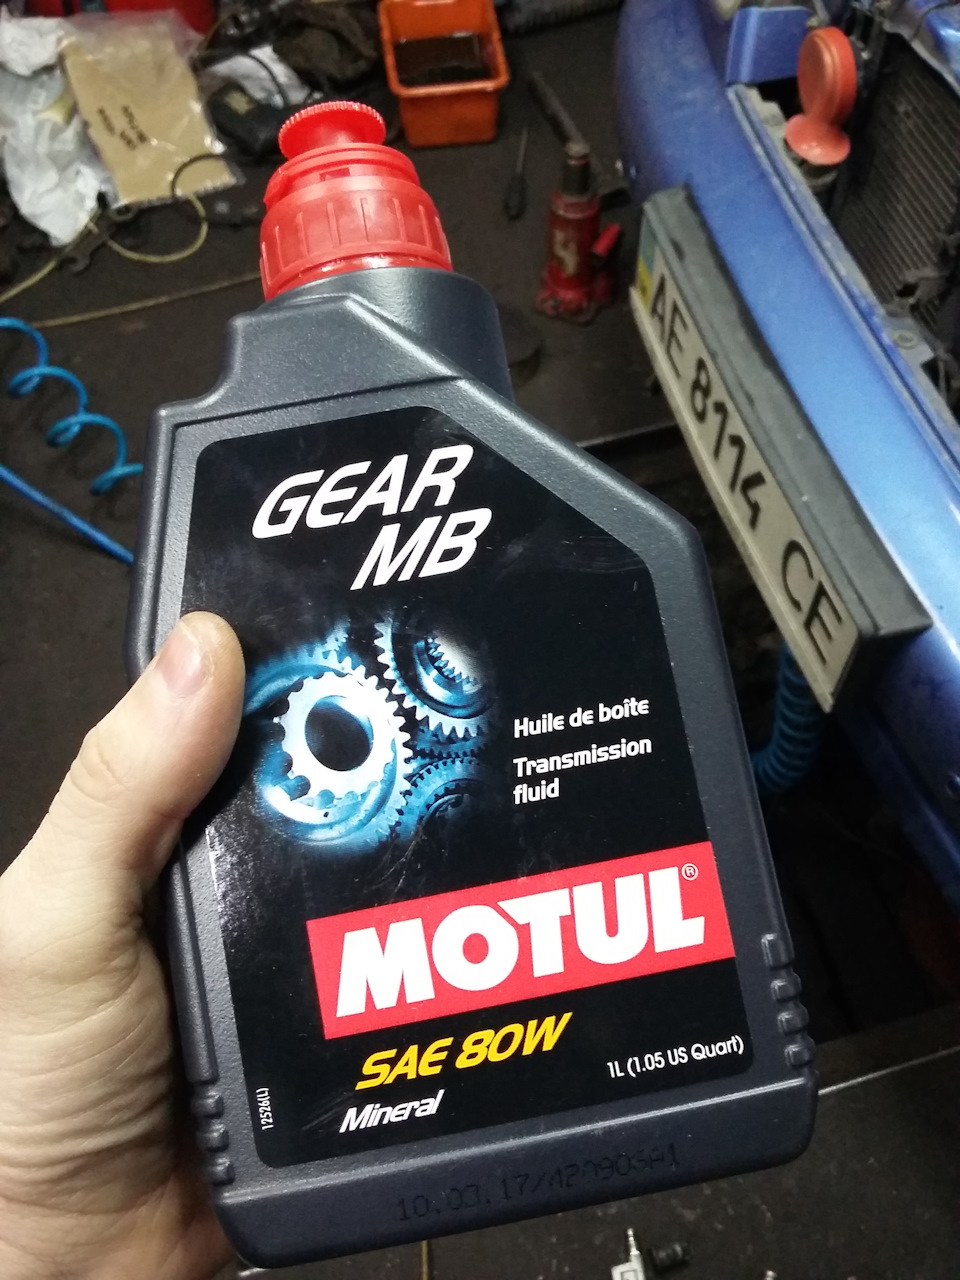 GEAR
MB
Huile de boîte
Transmission
fluid
MOTUL®
SAE 80W
Mineral
1L (1.05 US Quart)
12526(L)
AE 8114 CE